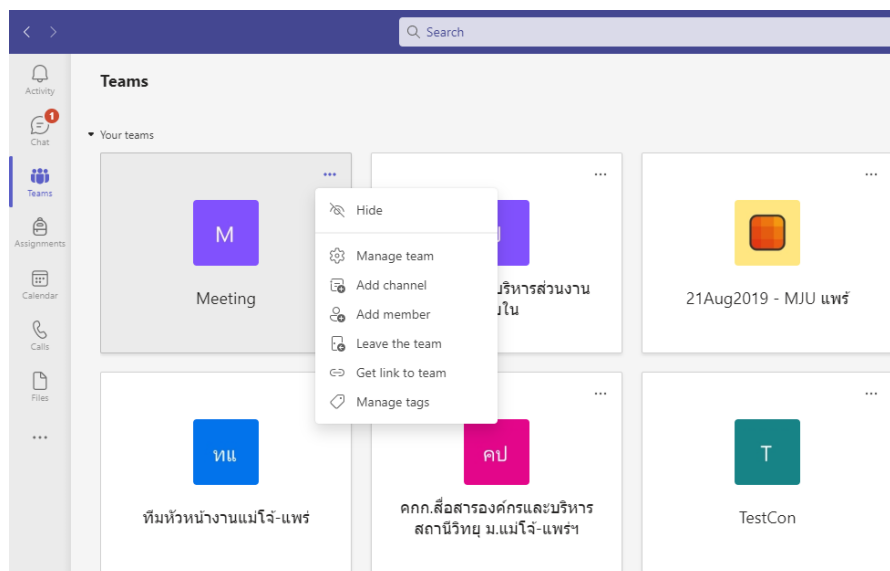 Search
Activity
1
Chat
Teams
Assignments
Calendar
Calls
Files
Teams
Your teams
M
Meeting
Hide
Manage team
Add channel
Add member
Leave the team
Get link to team
Manage tags
ริหารส่วนงาน
21Aug2019 - MJU แพร่
ทแ
ทีมหัวหน้างานแม่โจ้-แพร่
คป
คกก.สื่อสารองค์กรและบริหาร
สถานีวิทยุ ม.แม่โจ้-แพร่ฯ
T
TestCon